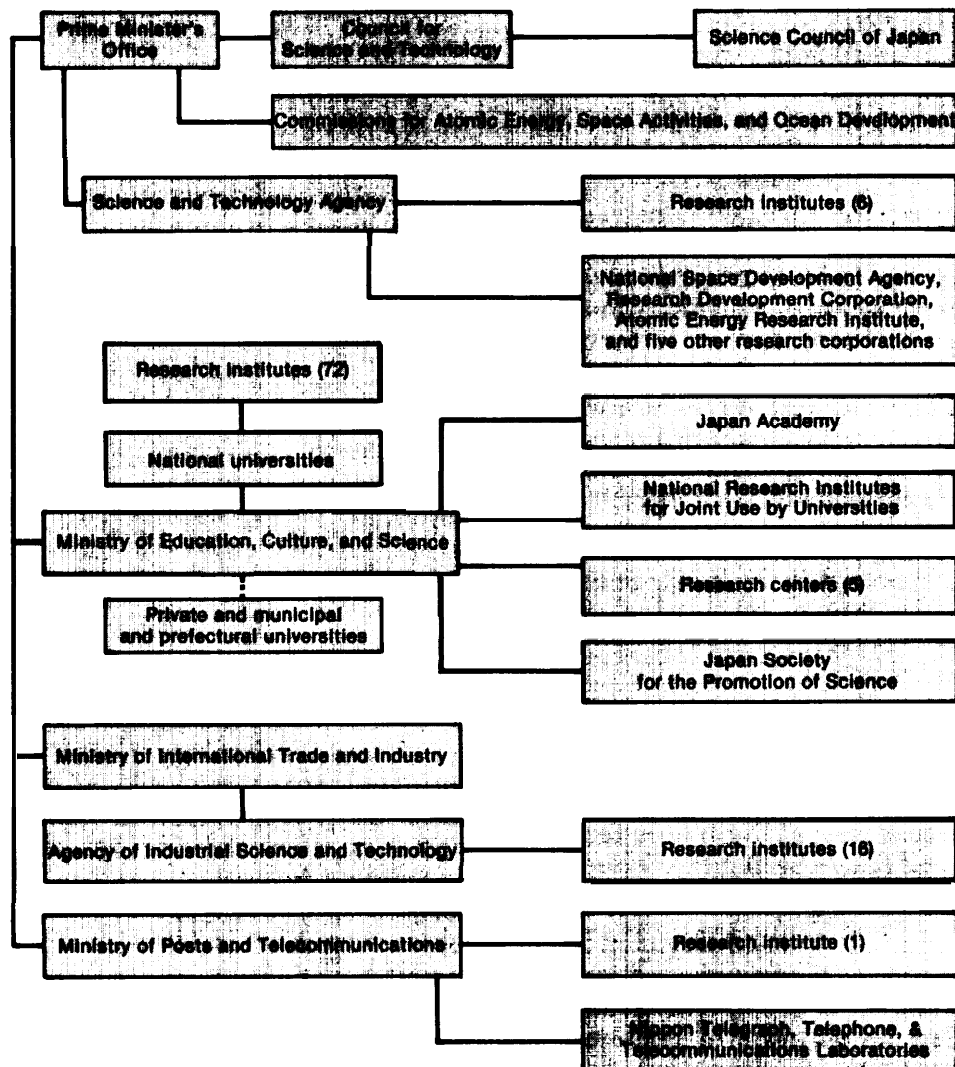 Prime Minister's
Office
Council for
Science and Technology
Science Council of Japan
Commissions for Atomic Energy, Space Activities, and Ocean Development
Science and Technology Agency
Research institutes (6)
National Space Development Agency,
Research Development Corporation,
Atomic Energy Research Institute,
and five other research corporations
Research institutes (72)
National universities
Ministry of Education, Culture, and Science
Private and municipal
and prefectural universities
Japan Academy
National Research Institutes
for Joint Use by Universities
Research centers (5)
Japan Society
for the Promotion of Science
Ministry of International Trade and Industry
Agency of Industrial Science and Technology
Research institutes (16)
Ministry of Posts and Telecommunications
Research institute (1)
Nippon Telegraph, Telephone, &
Telecommunications Laboratories